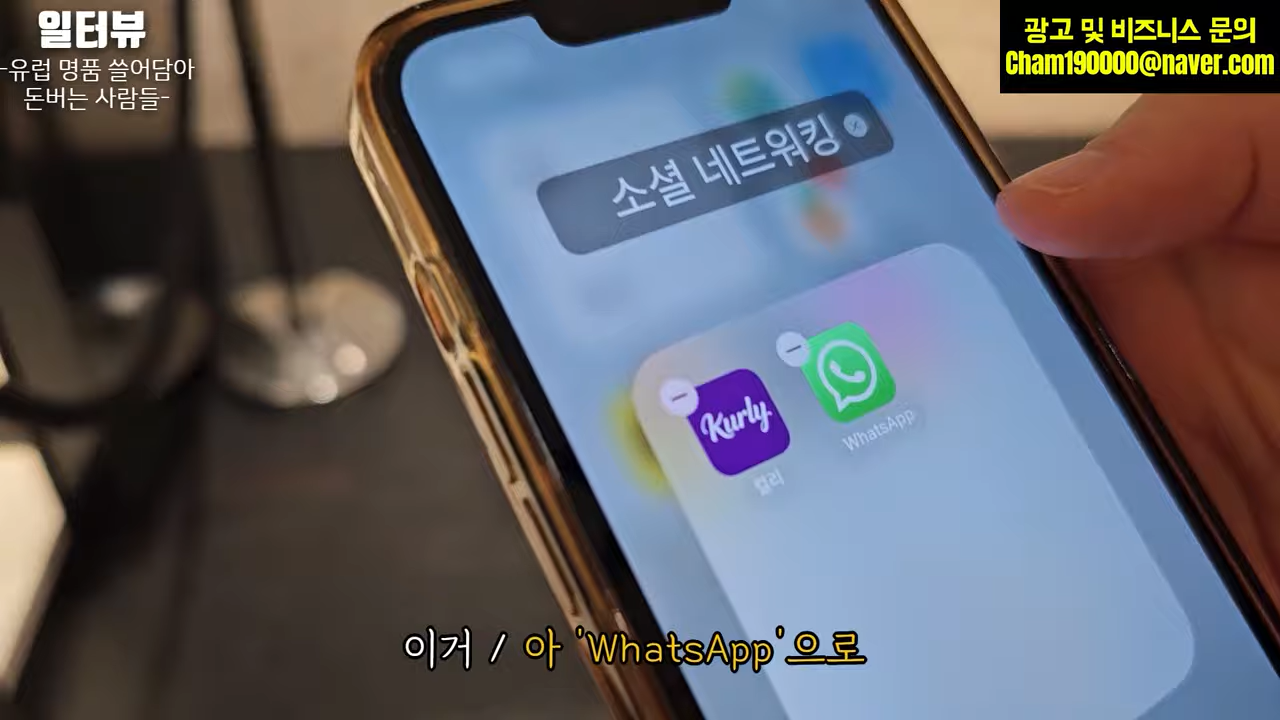 일터뷰
-유럽 명품 쓸어담아
돈버는 사람들-
광고 및 비즈니스 문의
Cham190000@naver.com
소셜 네트워킹
Kurly
컬리
WhatsApp
이거 / 아 'WhatsApp'으로